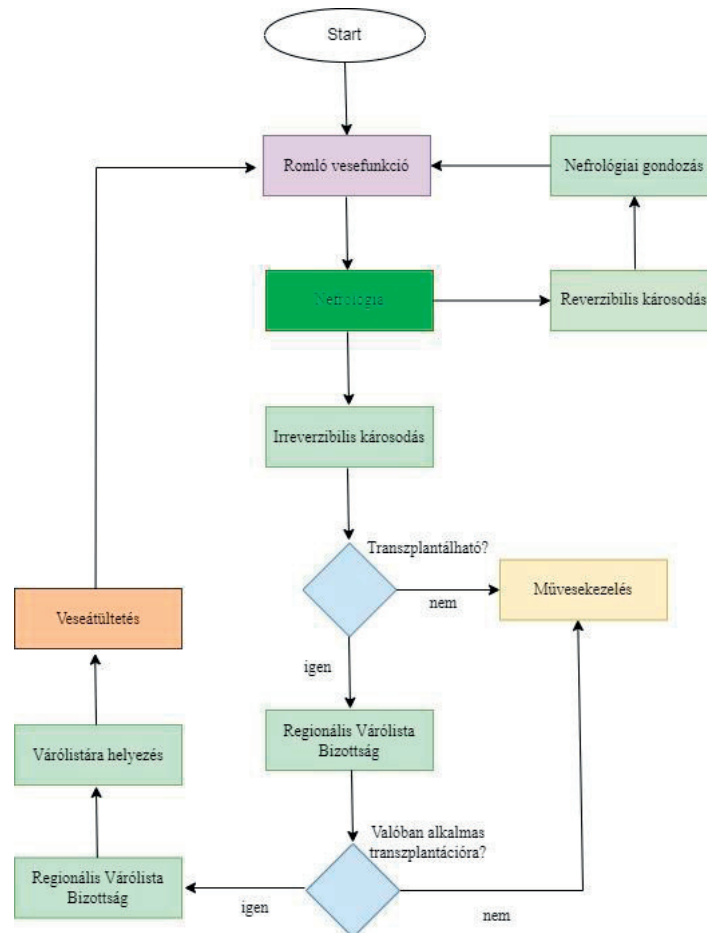 Start
Romló vesefunkció
Nefrológiai gondozás
Nefrológia
Reverzibilis károsodás
Irreverzibilis károsodás
Transzplantálható?
nem
Művesekezelés
igen
Veseátültetés
Regionális Várólista
Bizottság
Várólistára helyezés
Valóban alkalmas
transzplantációra?
Regionális Várólista
Bizottság
igen
nem